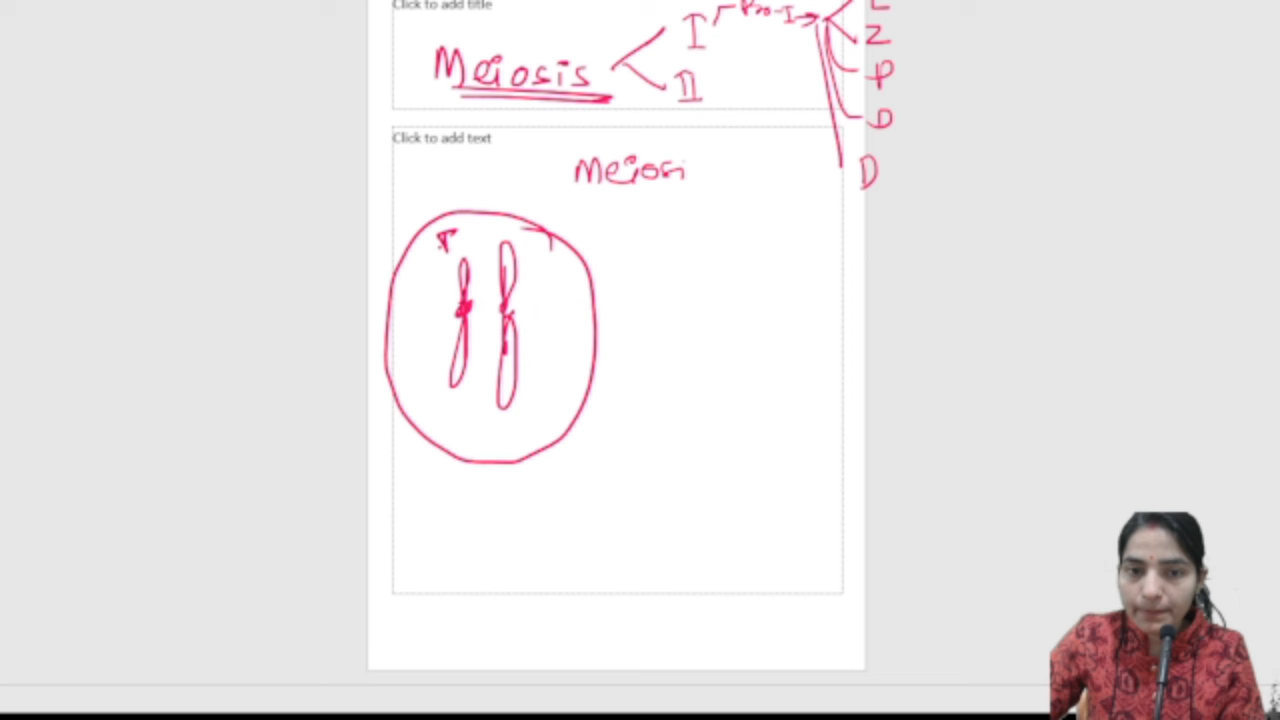 Click to add title
Meiosis
I
Pro-I
II
L
Z
P
D
D
Click to add text
Meiosi